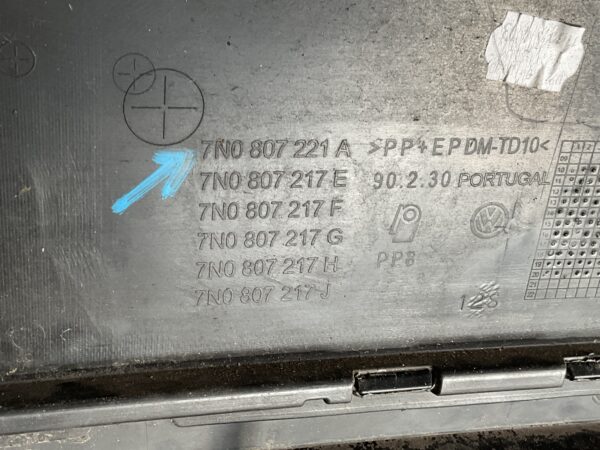 7N0 807 221 A >PP+EPDM-TD10<
7N0 807 217 E 90.2.30 PORTUGAL
7N0 807 217 F
7N0 807 217 G
7N0 807 217 H PP8
7N0 807 217 J